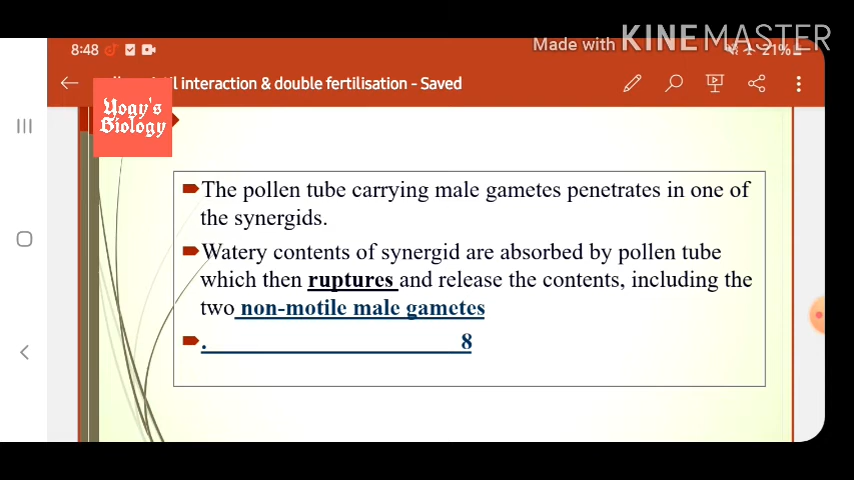 Made with KINEMASTER
8:48 21%
l interaction & double fertilisation - Saved
Yogy's
Biology
The pollen tube carrying male gametes penetrates in one of
the synergids.
Watery contents of synergid are absorbed by pollen tube
which then ruptures and release the contents, including the
two non-motile male gametes
. 8